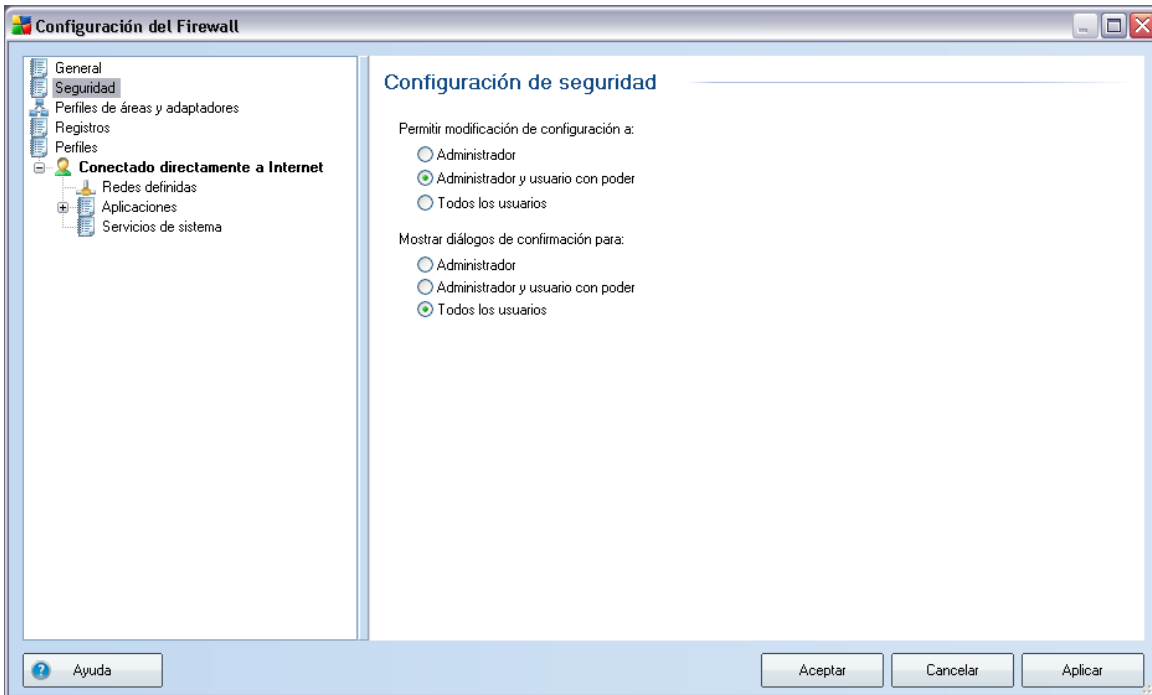 Configuración del Firewall
General
Seguridad
Perfiles de áreas y adaptadores
Registros
Perfiles
Conectado directamente a Internet
Redes definidas
Aplicaciones
Servicios de sistema
Configuración de seguridad
Permitir modificación de configuración a:
Administrador
Administrador y usuario con poder
Todos los usuarios
Mostrar diálogos de confirmación para:
Administrador
Administrador y usuario con poder
Todos los usuarios
Ayuda
Aceptar
Cancelar
Aplicar